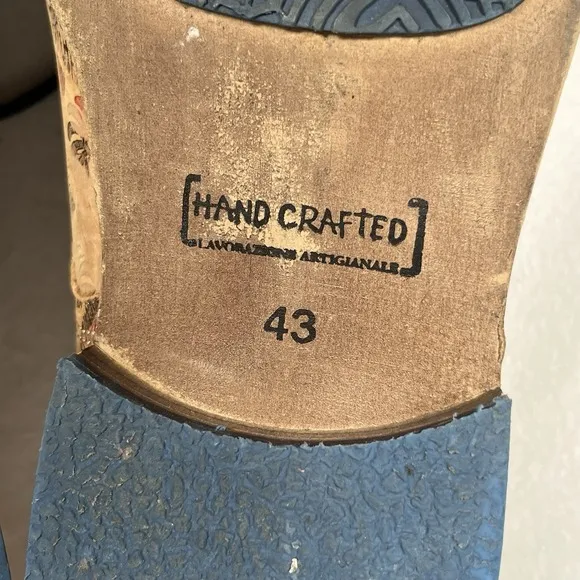 HAND CRAFTED
LAVORAZIONE ARTIGIANALE
43